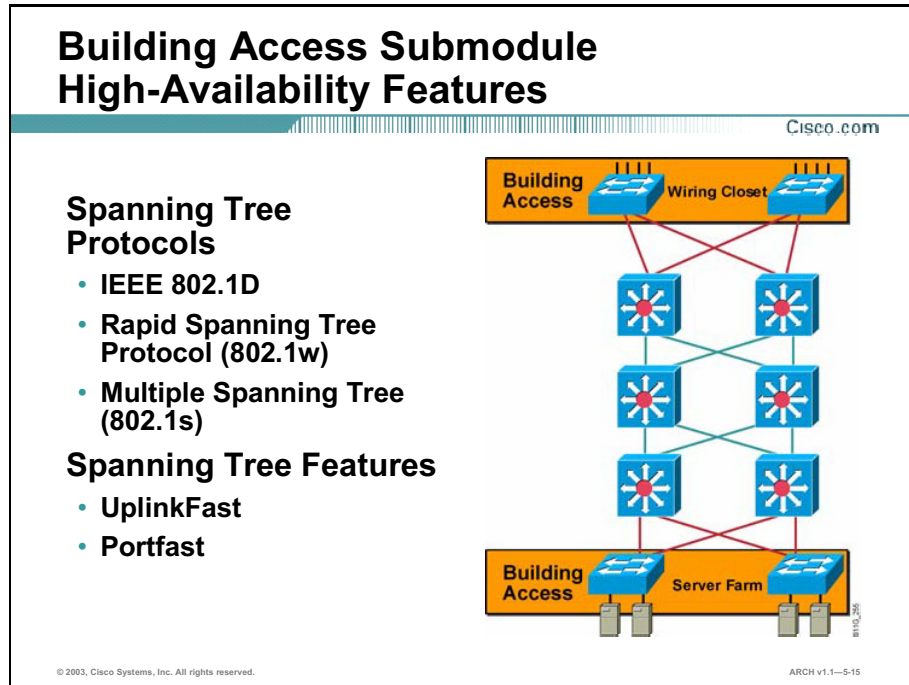 Building Access Submodule
High-Availability Features
Cisco.com
Spanning Tree
Protocols
• IEEE 802.1D
• Rapid Spanning Tree
Protocol (802.1w)
• Multiple Spanning Tree
(802.1s)
Spanning Tree Features
• UplinkFast
• Portfast
Building
Access
Wiring Closet
Building
Access
Server Farm
B11G_255
© 2003, Cisco Systems, Inc. All rights reserved.
ARCH v1.1—5-15